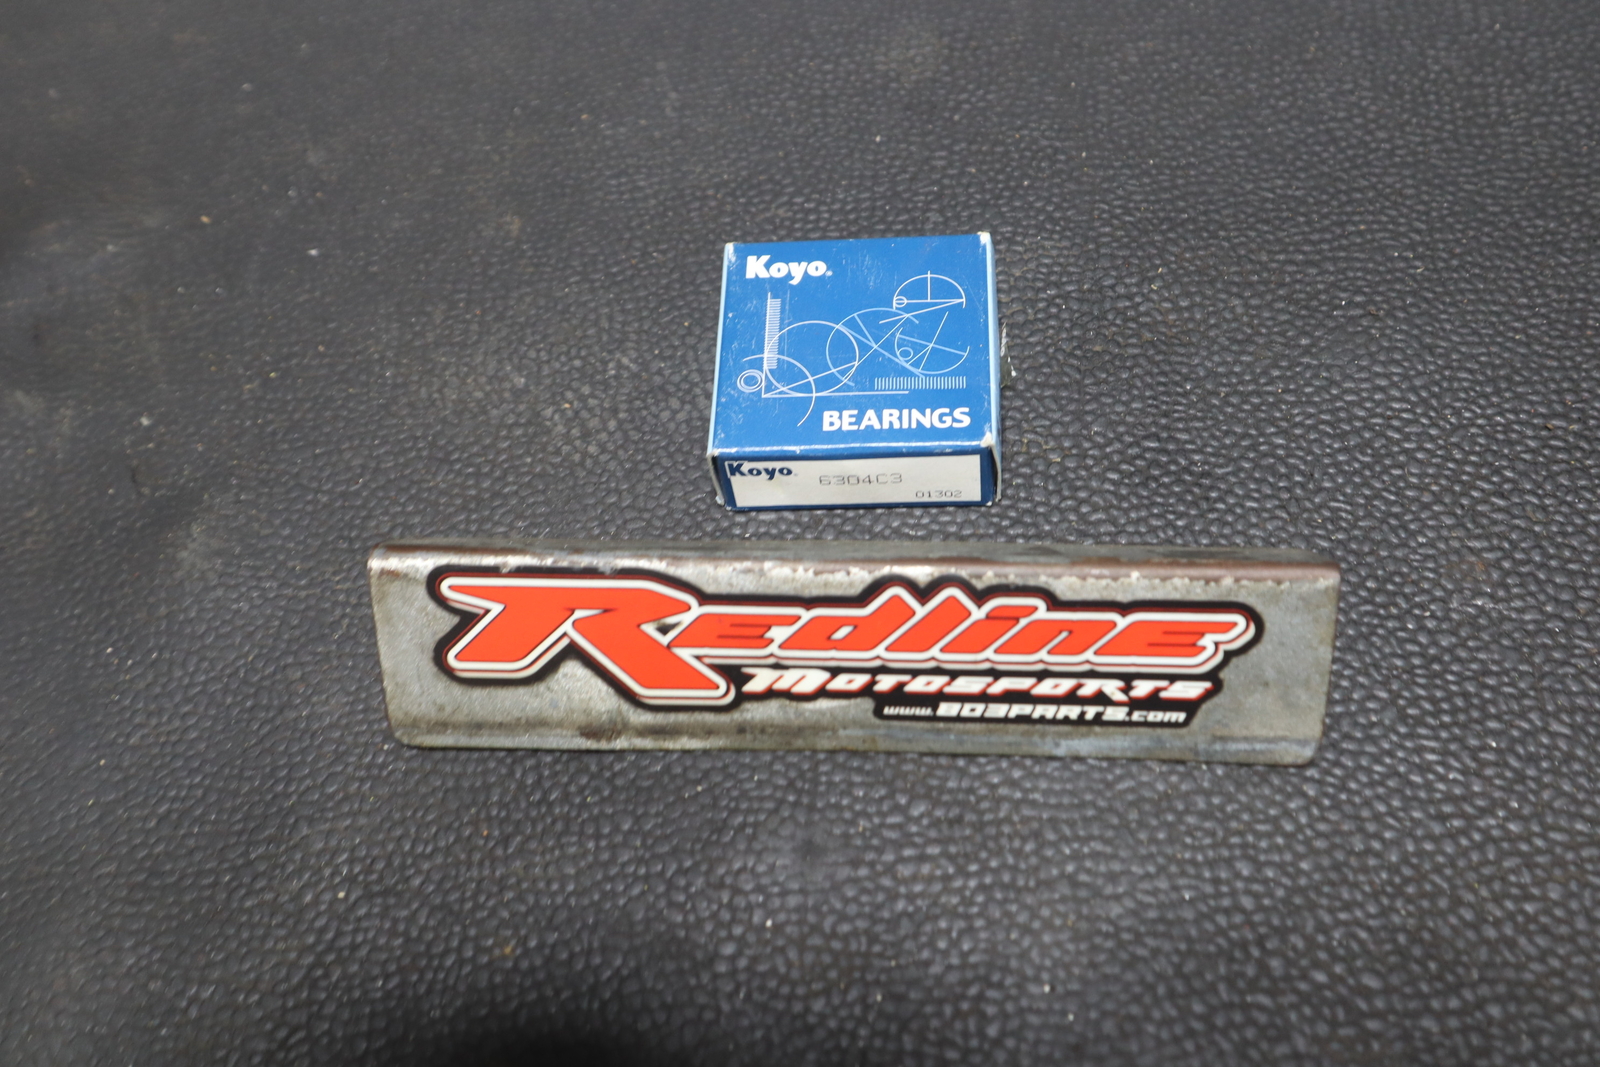 Koyo®
BEARINGS
Koyo®
6304C3
01302
Redline
Motosports
www.803PARTS.com